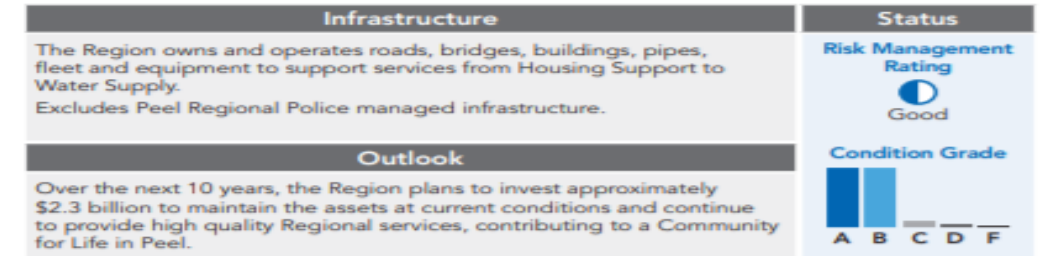 Infrastructure
The Region owns and operates roads, bridges, buildings, pipes,
fleet and equipment to support services from Housing Support to
Water Supply.
Excludes Peel Regional Police managed infrastructure.
Outlook
Over the next 10 years, the Region plans to invest approximately
$2.3 billion to maintain the assets at current conditions and continue
to provide high quality Regional services, contributing to a Community
for Life in Peel.
Status
Risk Management
Rating
Good
Condition Grade
A B C D F